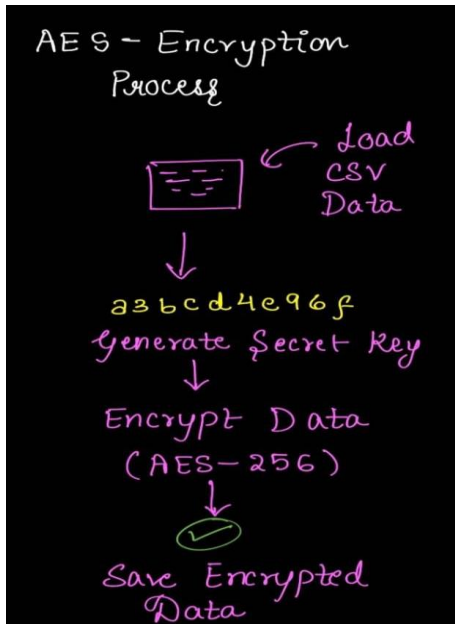 AES - Encryption
Process
Load
CSV
Data
a3bcd4e96f
Generate Secret Key
Encrypt Data
(AES-256)
Save Encrypted
Data